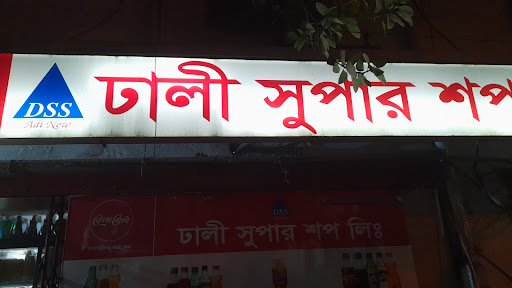 DSS
Adi New
ঢালী সুপার শপ
DSS
ঢালী সুপার শপ লিঃ